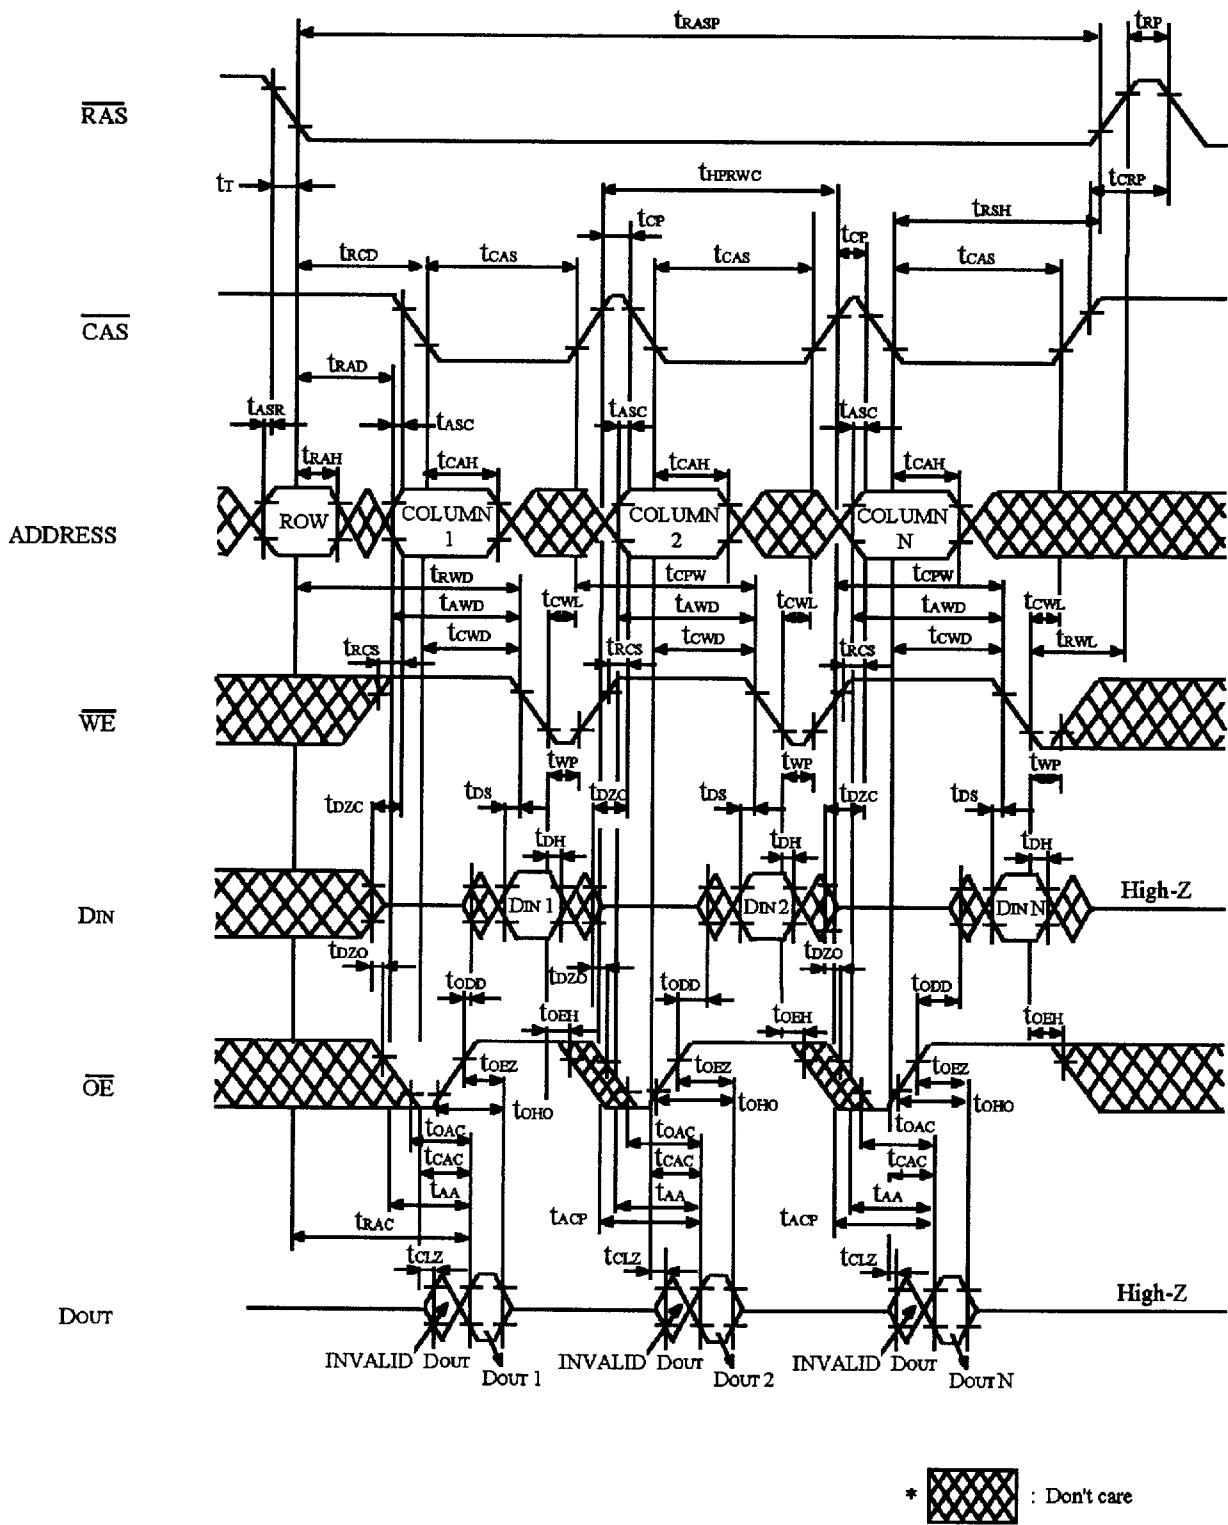 tRASP tRP
RAS
tT tHPRWC tCRP
tRSH
tCP tCP
tRCD tCAS tCAS tCAS
CAS
tRAD
tASR tASC tASC tASC
tRAH tCAH tCAH tCAH
ADDRESS ROW COLUMN 1 COLUMN 2 COLUMN N
tRWD tCPW tCPW
tAWD tCWL tAWD tCWL tAWD tCWL
tRCS tCWD tRCS tCWD tRCS tCWD tRWL
WE
tWP tWP tWP
tDZC tDS tDZC tDS tDZC tDS
tDH tDH tDH
DIN DIN 1 DIN 2 DIN N High-Z
tDZO tDZO tDZO
tODD tODD tODD
tOEH tOEH tOEH
OE
tOEZ tOEZ tOEZ
tOHO tOHO tOHO
tOAC tOAC tOAC
tCAC tCAC tCAC
tAA tAA tAA
tRAC tACP tACP
tCLZ tCLZ tCLZ
DOUT High-Z
INVALID DOUT INVALID DOUT INVALID DOUT
DOUT 1 DOUT 2 DOUT N
* : Don't care